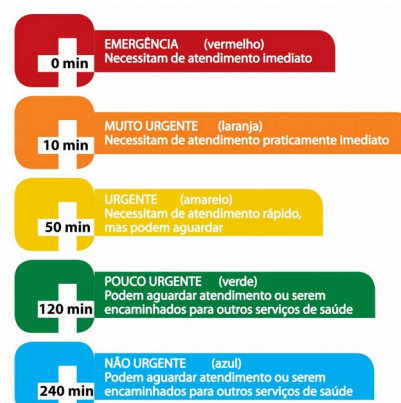 EMERGÊNCIA (vermelho)
Necessitam de atendimento imediato
0 min
MUITO URGENTE (laranja)
Necessitam de atendimento praticamente imediato
10 min
URGENTE (amarelo)
Necessitam de atendimento rápido,
mas podem aguardar
50 min
POUCO URGENTE (verde)
Podem aguardar atendimento ou serem
encaminhados para outros serviços de saúde
120 min
NÃO URGENTE (azul)
Podem aguardar atendimento ou serem
encaminhados para outros serviços de saúde
240 min